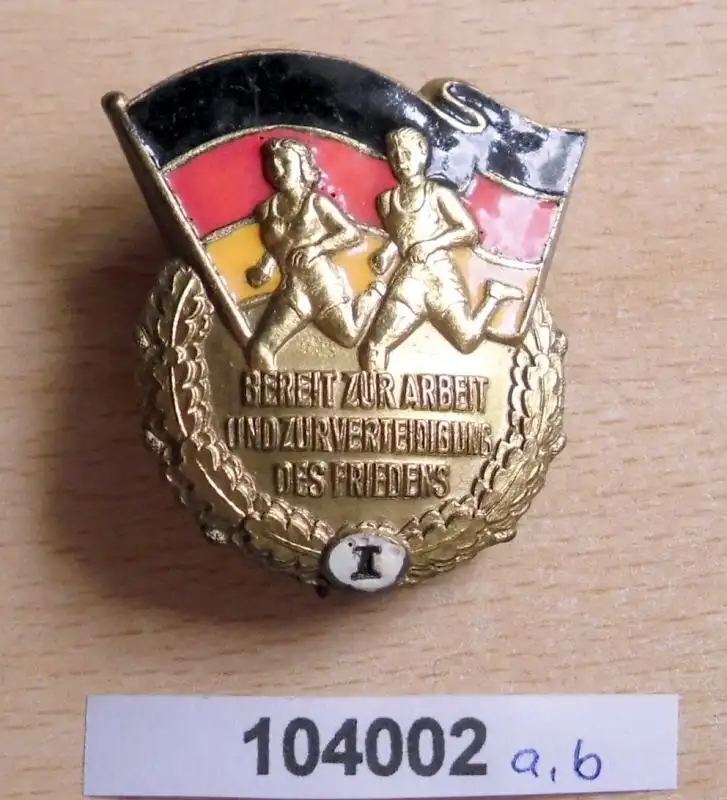 BEREIT ZUR ARBEIT
UND ZUR VERTEIDIGUNG
DES FRIEDENS
I
104002 a,b